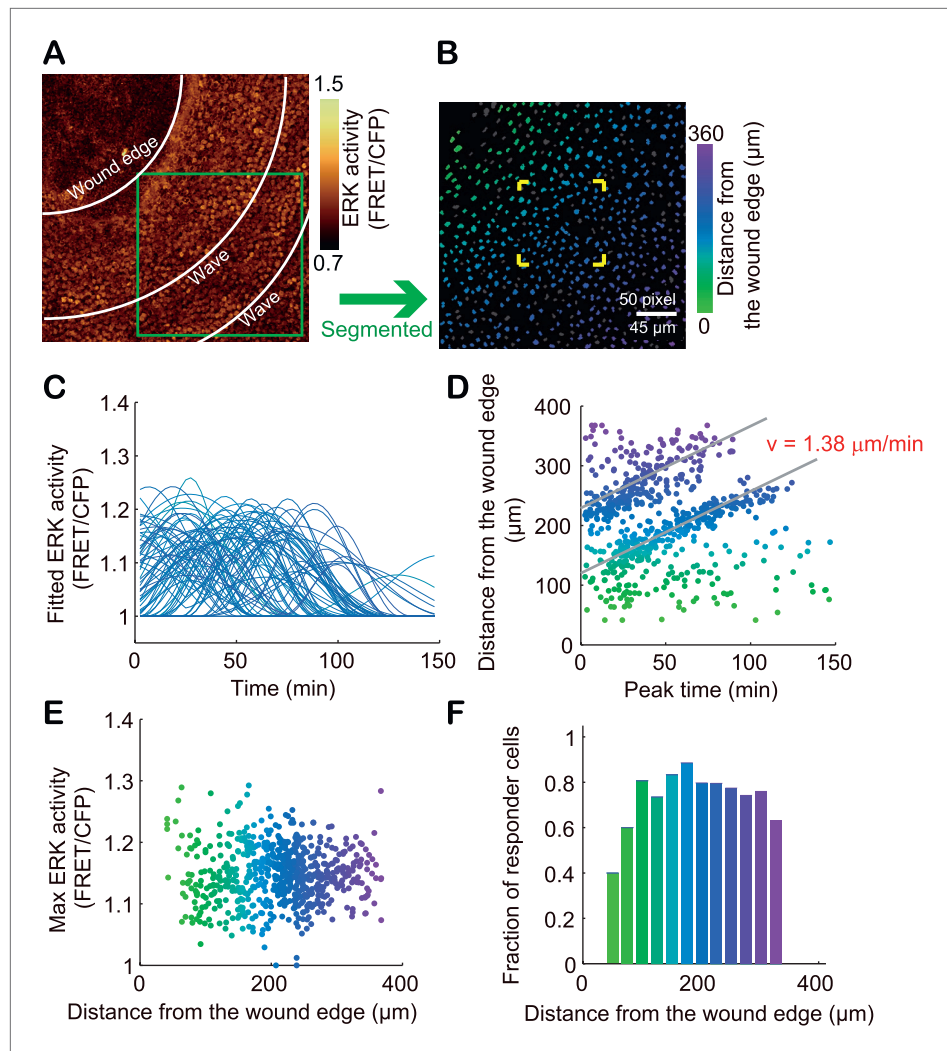 A
Wound edge
Wave
Wave
1.5
ERK activity
(FRET/CFP)
0.7
Segmented
B
50 pixel
45 μm
360
Distance from
the wound edge (μm)
0
C
1.4
1.3
1.2
1.1
1
Fitted ERK activity
(FRET/CFP)
0
50
100
150
Time (min)
D
400
300
200
100
0
Distance from the wound edge
(μm)
v = 1.38 μm/min
0
50
100
150
Peak time (min)
E
1.4
1.3
1.2
1.1
1
Max ERK activity
(FRET/CFP)
0
200
400
Distance from the wound edge (μm)
F
1
0.8
0.6
0.4
0.2
0
Fraction of responder cells
0
200
400
Distance from the wound edge (μm)